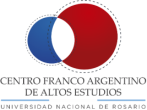 CENTRO FRANCO ARGENTINO
DE ALTOS ESTUDIOS
UNIVERSIDAD NACIONAL DE ROSARIO